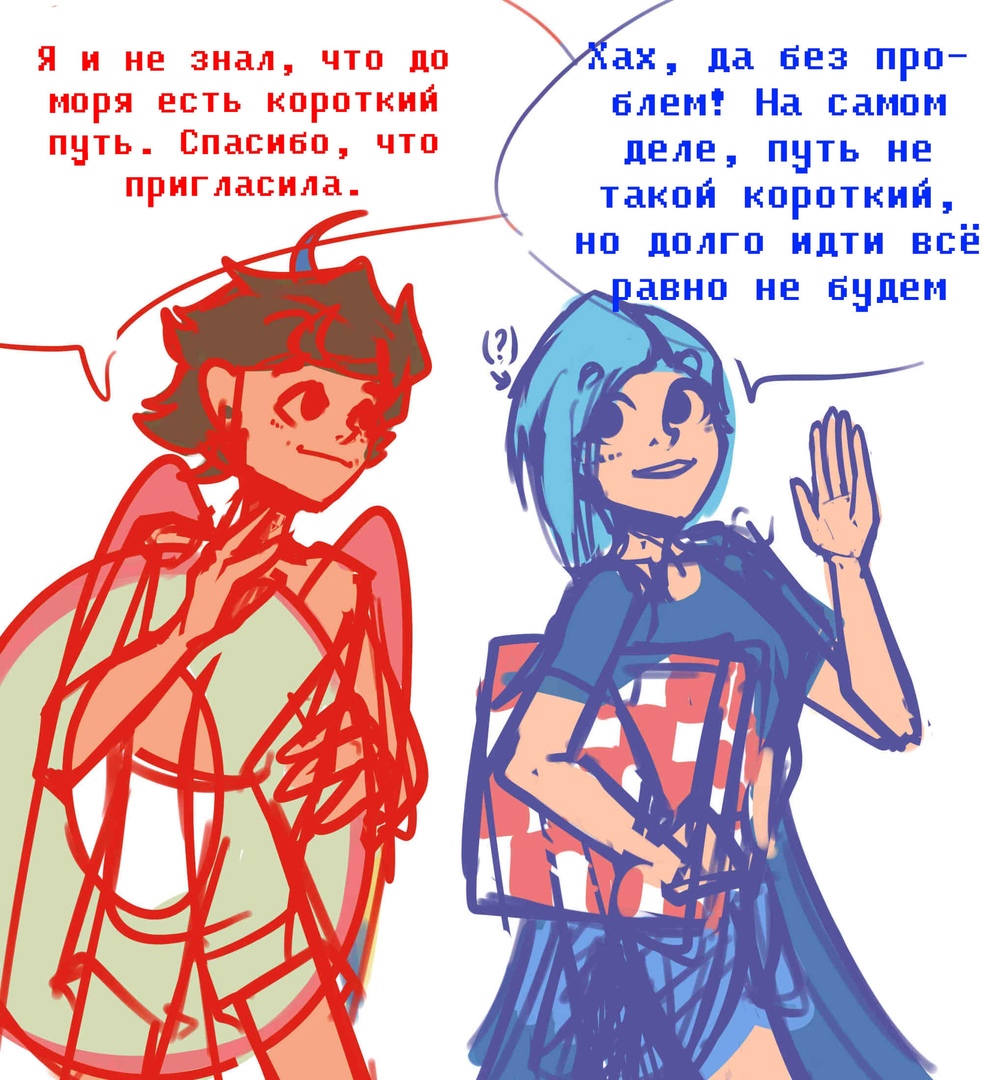 Я и не знал, что до
моря есть короткий
путь. Спасибо, что
пригласила.
Хах, да без про-
блем! На самом
деле, путь не
такой короткий,
но долго идти всё
равно не будем
(?)